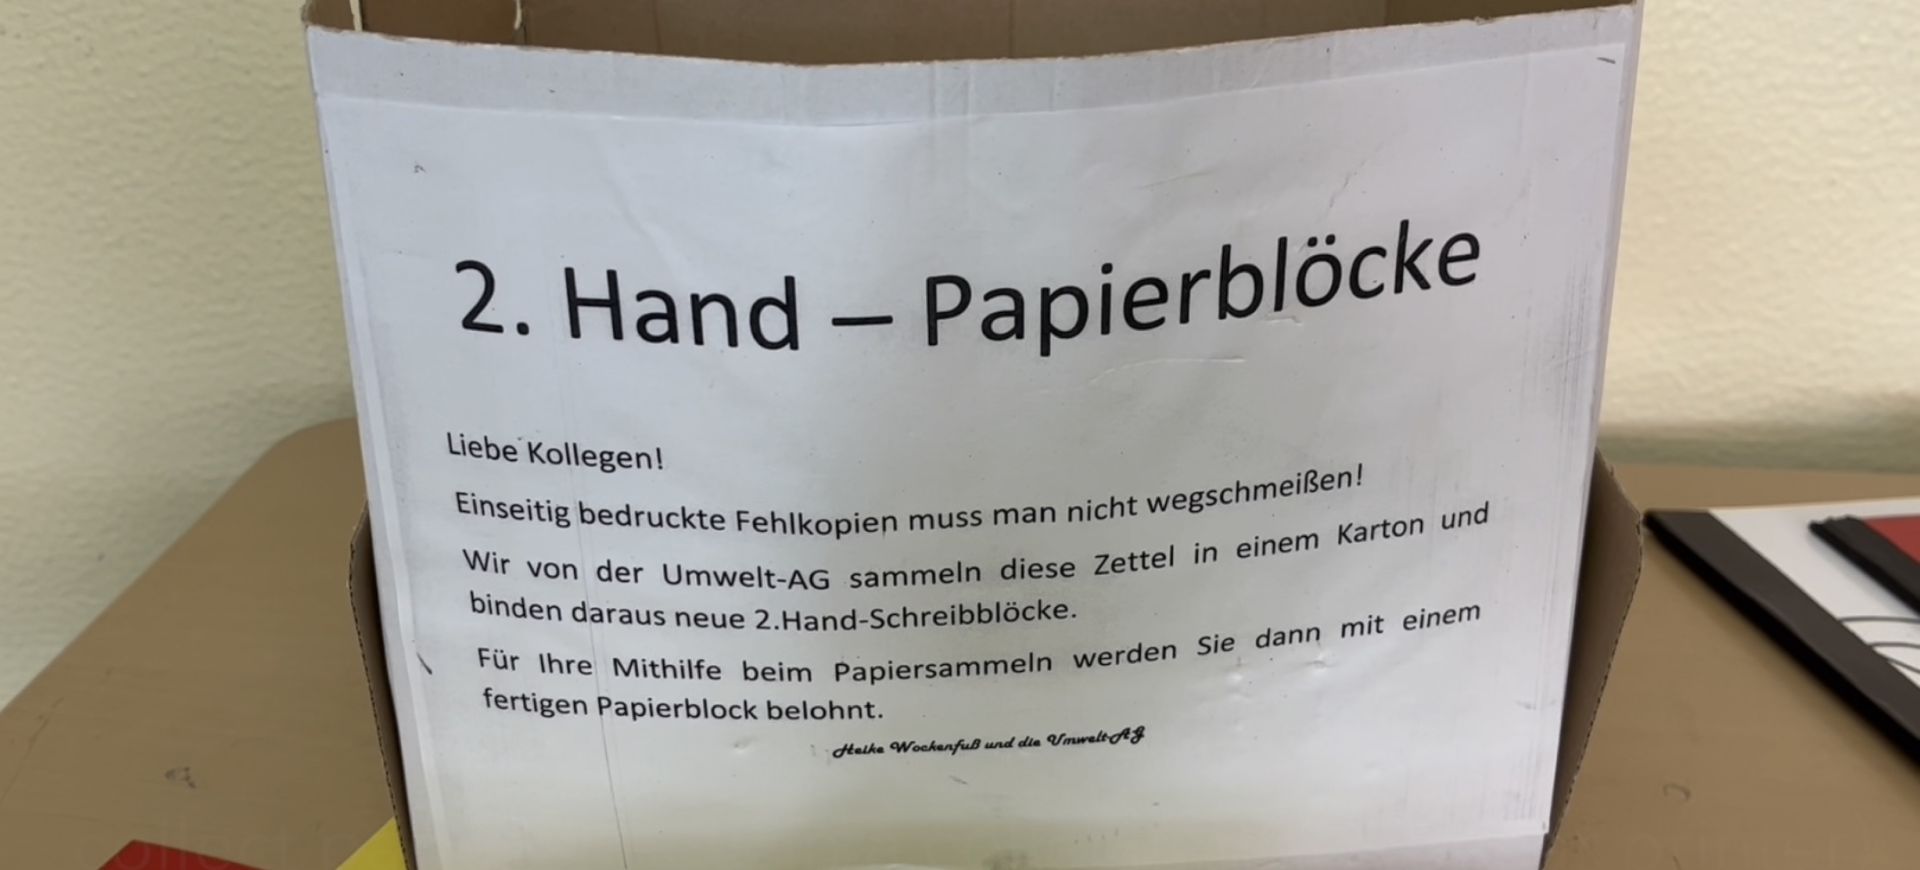 2. Hand – Papierblöcke
Liebe Kollegen!
Einseitig bedruckte Fehlkopien muss man nicht wegschmeißen!
Wir von der Umwelt-AG sammeln diese Zettel in einem Karton und
binden daraus neue 2.Hand-Schreibblöcke.
Für Ihre Mithilfe beim Papiersammeln werden Sie dann mit einem
fertigen Papierblock belohnt.
Heike Wockenfuß und die Umwelt-AG